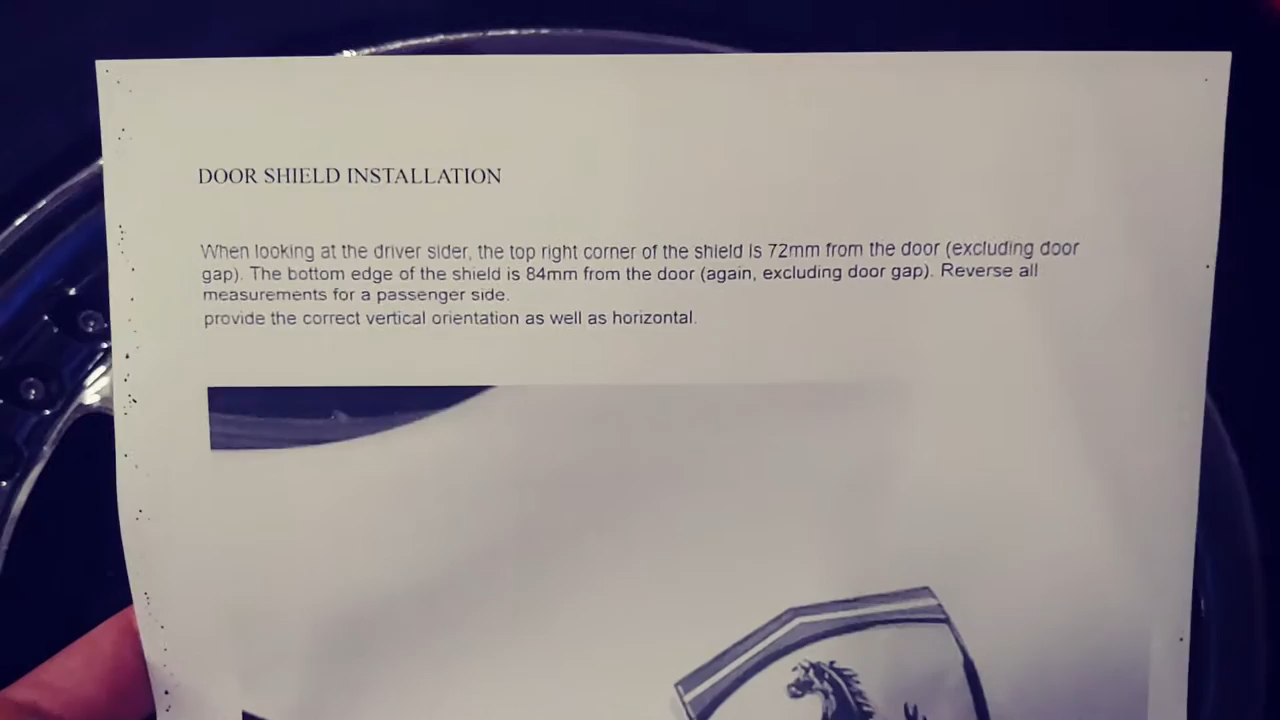 DOOR SHIELD INSTALLATION
When looking at the driver sider, the top right corner of the shield is 72mm from the door (excluding door
gap). The bottom edge of the shield is 84mm from the door (again, excluding door gap). Reverse all
measurements for a passenger side.
provide the correct vertical orientation as well as horizontal.